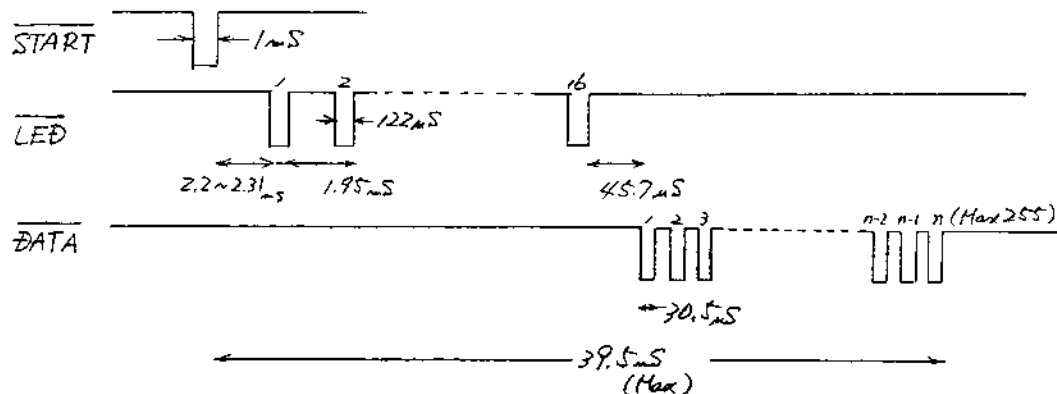 START
1mS
1 2 16
LED
122μS
2.2~2.31mS
1.95mS
45.7μS
DATA
1 2 3 n-2 n-1 n (Max 255)
30.5μS
39.5mS
(Max)